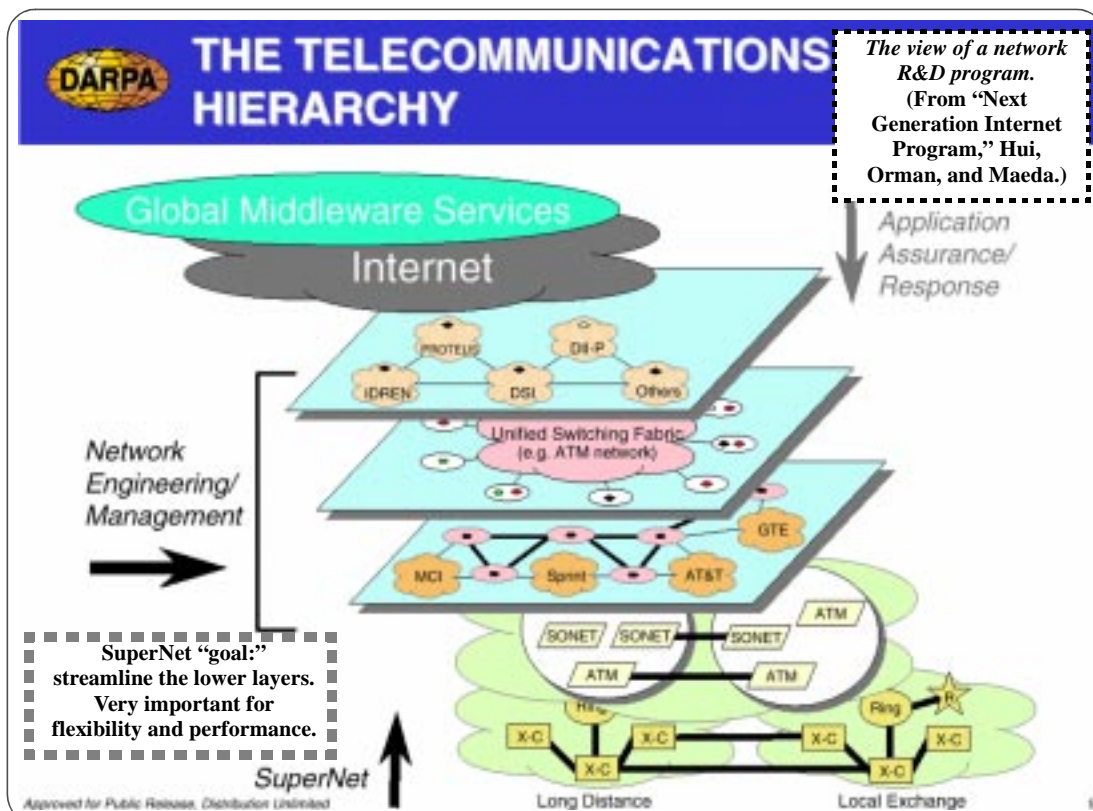 DARPA
THE TELECOMMUNICATIONS
HIERARCHY
The view of a network
R&D program.
(From “Next
Generation Internet
Program,” Hui,
Orman, and Maeda.)
Global Middleware Services
Internet
Application
Assurance/
Response
PROTEUS
DII-P
IDREN
DSI
Others
Unified Switching Fabric
(e.g. ATM network)
Network
Engineering/
Management
GTE
MCI
Sprint
AT&T
ATM
SONET
SONET
SONET
ATM
ATM
SuperNet “goal:”
streamline the lower layers.
Very important for
flexibility and performance.
Ring
Ring
R
X-C
X-C
X-C
X-C
X-C
X-C
SuperNet
Long Distance
Local Exchange
Approved for Public Release, Distribution Unlimited